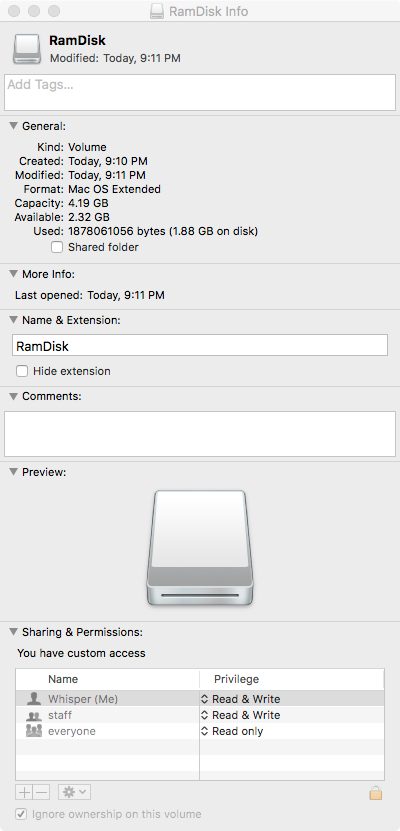 RamDisk Info
RamDisk
Modified: Today, 9:11 PM
Add Tags...
General:
Kind: Volume
Created: Today, 9:10 PM
Modified: Today, 9:11 PM
Format: Mac OS Extended
Capacity: 4.19 GB
Available: 2.32 GB
Used: 1878061056 bytes (1.88 GB on disk)
Shared folder
More Info:
Last opened: Today, 9:11 PM
Name & Extension:
RamDisk
Hide extension
Comments:
Preview:
Sharing & Permissions:
You have custom access
Name Privilege
Whisper (Me) Read & Write
staff Read & Write
everyone Read only
Ignore ownership on this volume